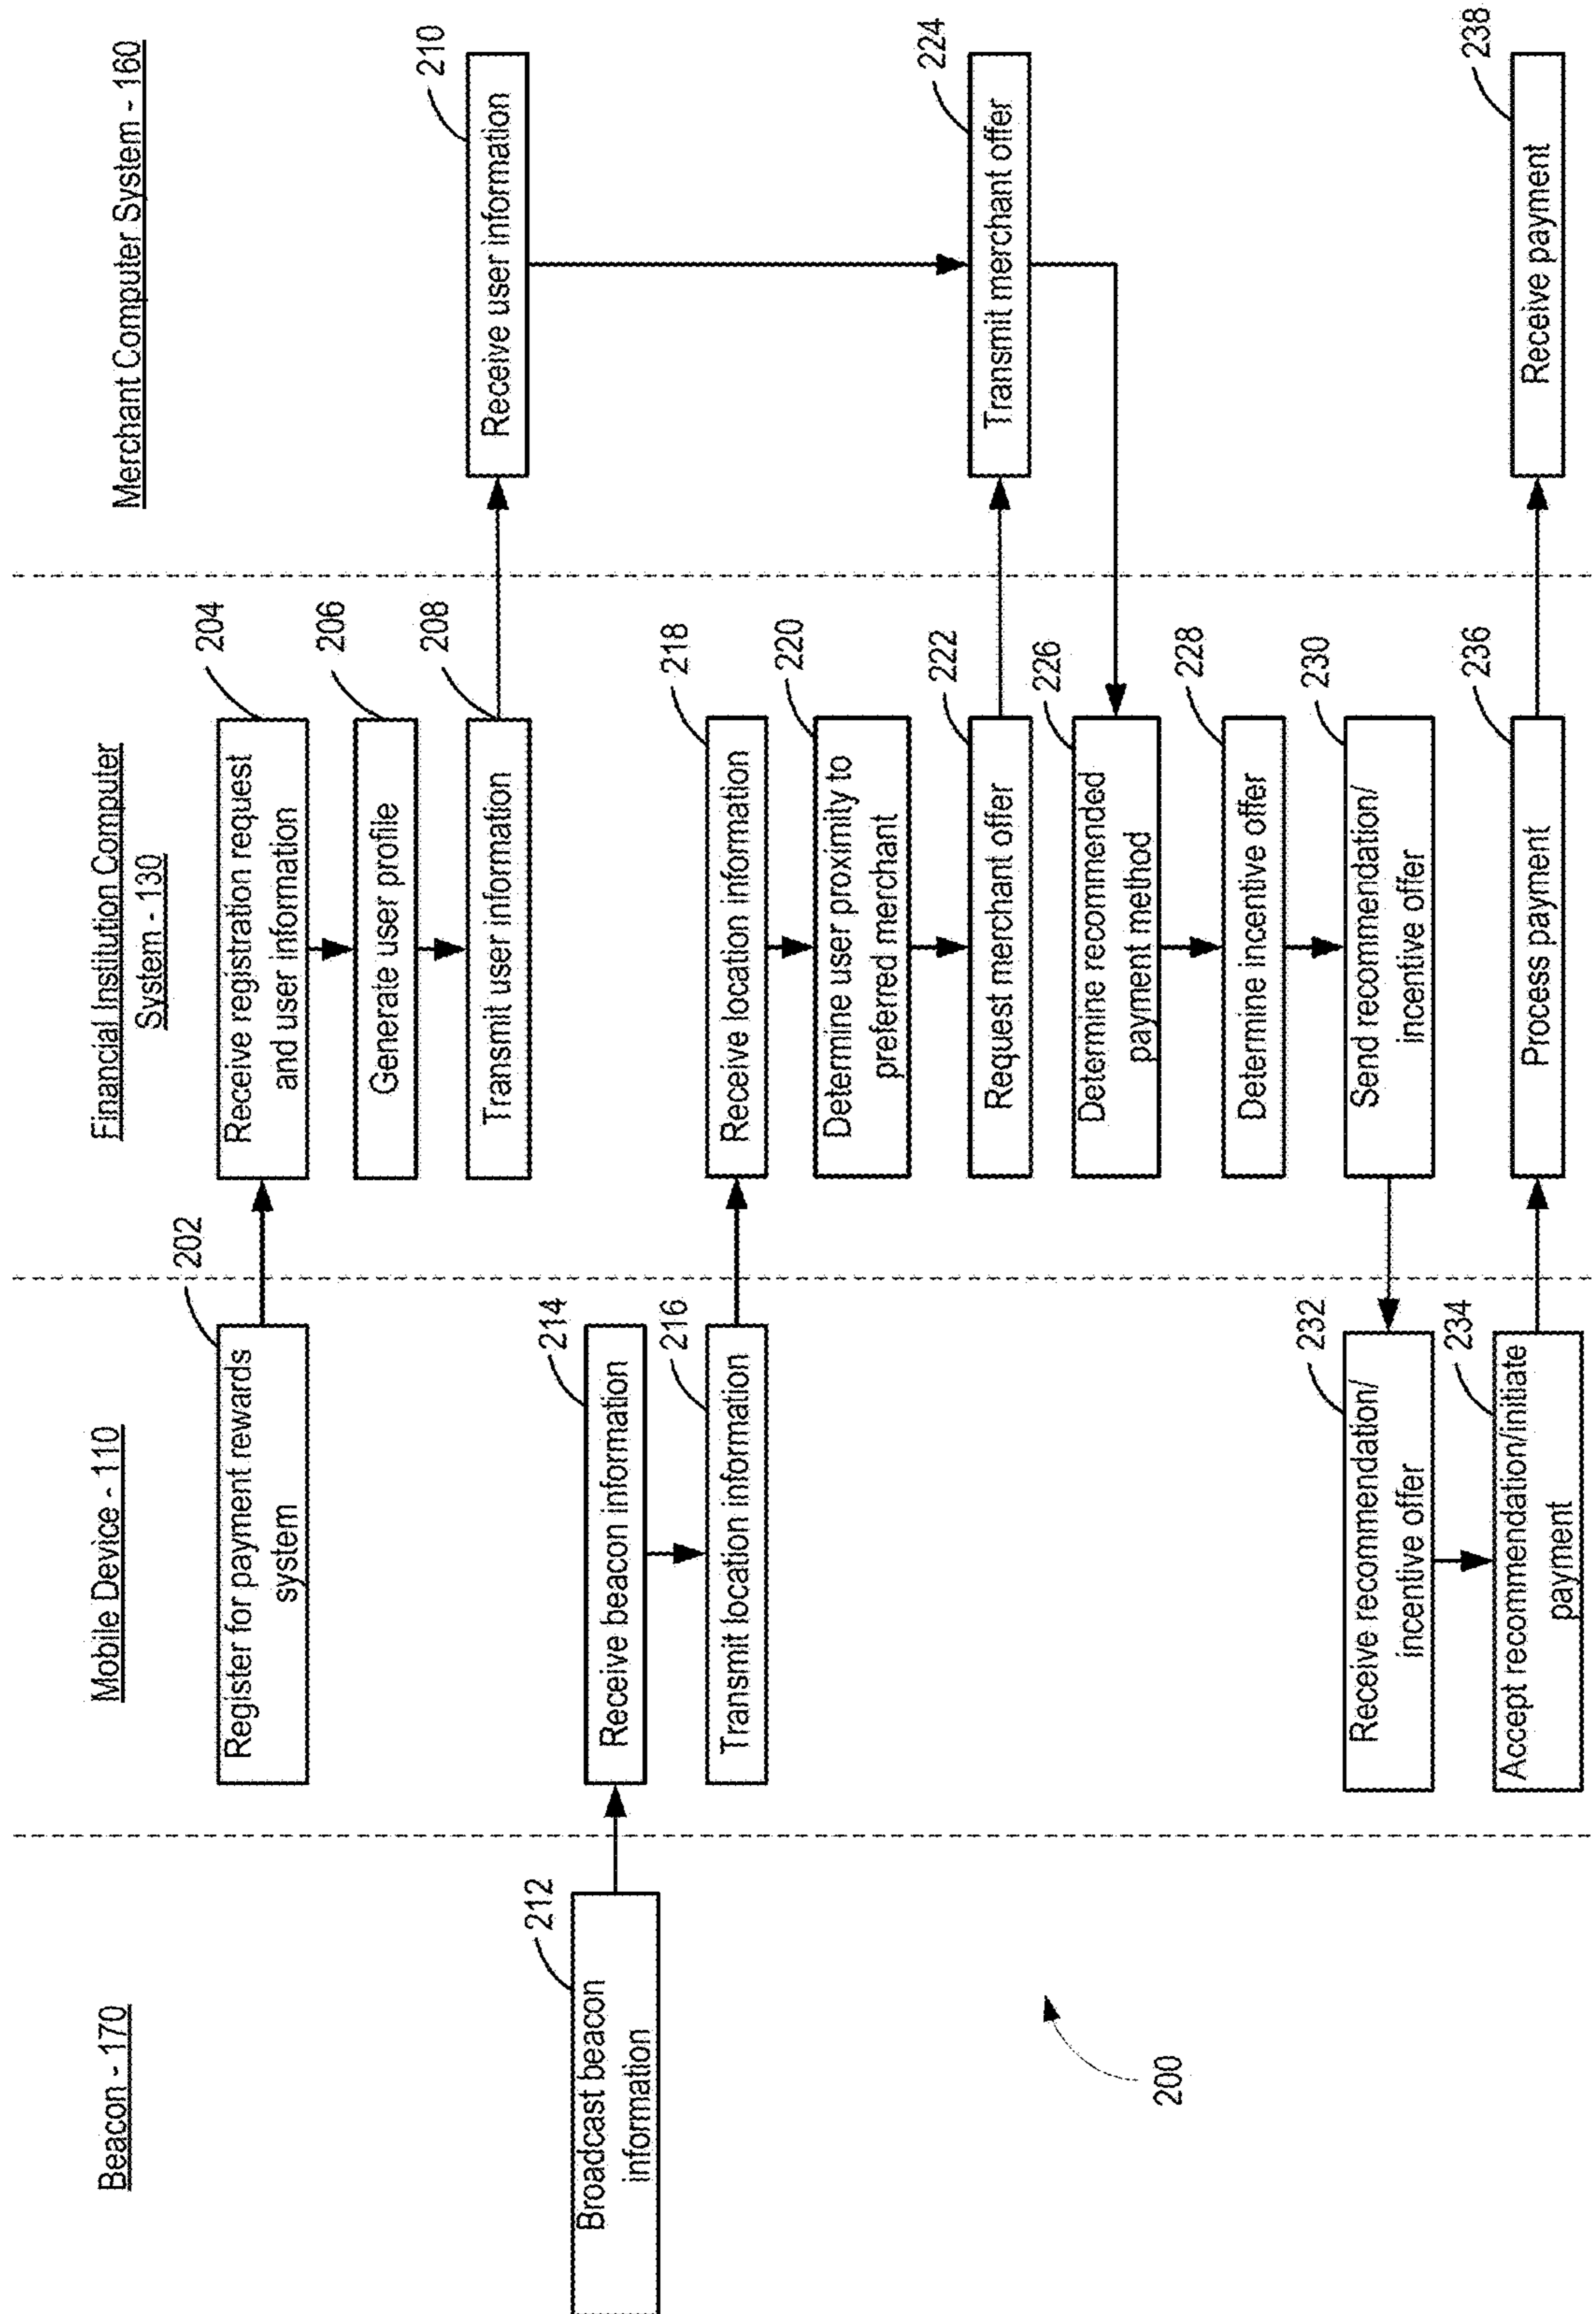 Beacon - 170
Mobile Device - 110
Financial Institution Computer
System - 130
Merchant Computer System - 160
202
Register for payment rewards
system
204
Receive registration request
and user information
206
Generate user profile
208
Transmit user information
210
Receive user information
212
Broadcast beacon
information
214
Receive beacon information
216
Transmit location information
218
Receive location information
220
Determine user proximity to
preferred merchant
222
Request merchant offer
224
Transmit merchant offer
226
Determine recommended
payment method
228
Determine incentive offer
230
Send recommendation/
incentive offer
232
Receive recommendation/
incentive offer
234
Accept recommendation/initiate
payment
236
Process payment
238
Receive payment
200